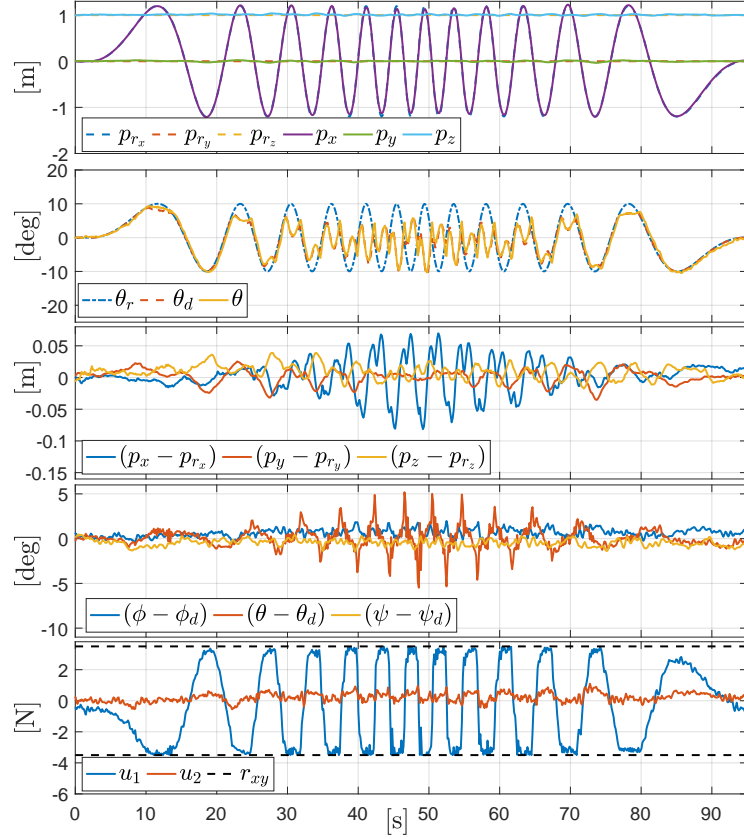 1
[m]
0
-1
-2
p_{r_x} p_{r_y} p_{r_z} p_x p_y p_z
20
10
[deg]
0
-10
-20
θ_r θ_d θ
0.05
[m]
0
-0.05
-0.1
-0.15
(p_x − p_{r_x}) (p_y − p_{r_y}) (p_z − p_{r_z})
5
[deg]
0
-5
-10
(ϕ − ϕ_d) (θ − θ_d) (ψ − ψ_d)
2
[N]
0
-2
-4
-6
u_1 u_2 r_{xy}
0 10 20 30 40 50 60 70 80 90
[s]